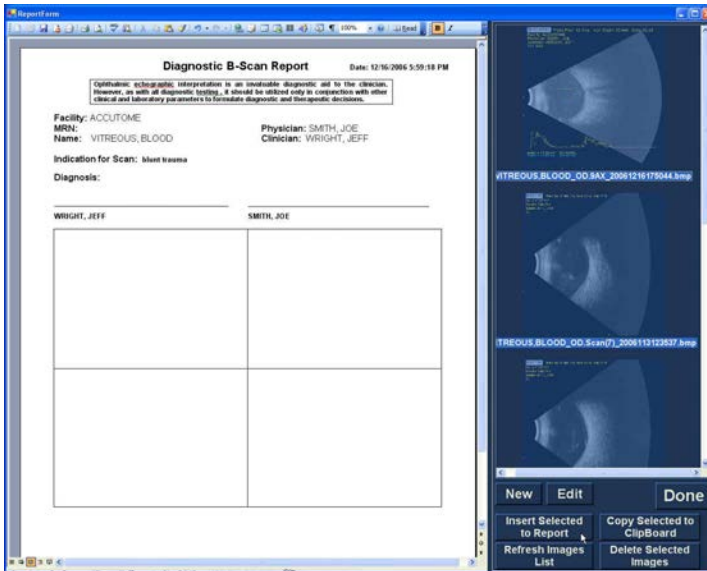 ReportForm
100%
Read
Diagnostic B-Scan Report
Date: 12/16/2006 5:59:18 PM
Ophthalmic echographic interpretation is an invaluable diagnostic aid to the clinician.
However, as with all diagnostic testing , it should be utilized only in conjunction with other
clinical and laboratory parameters to formulate diagnostic and therapeutic decisions.
Facility: ACCUTOME
MRN:
Physician: SMITH, JOE
Name: VITREOUS, BLOOD
Clinician: WRIGHT, JEFF
Indication for Scan: blunt trauma
Diagnosis:
WRIGHT, JEFF
SMITH, JOE
VITREOUS,BLOOD_OD.9AX_20061216175044.bmp
TREOUS,BLOOD_OD.Scan(7)_2006113123537.bmp
New
Edit
Done
Insert Selected
to Report
Copy Selected to
ClipBoard
Refresh Images
List
Delete Selected
Images